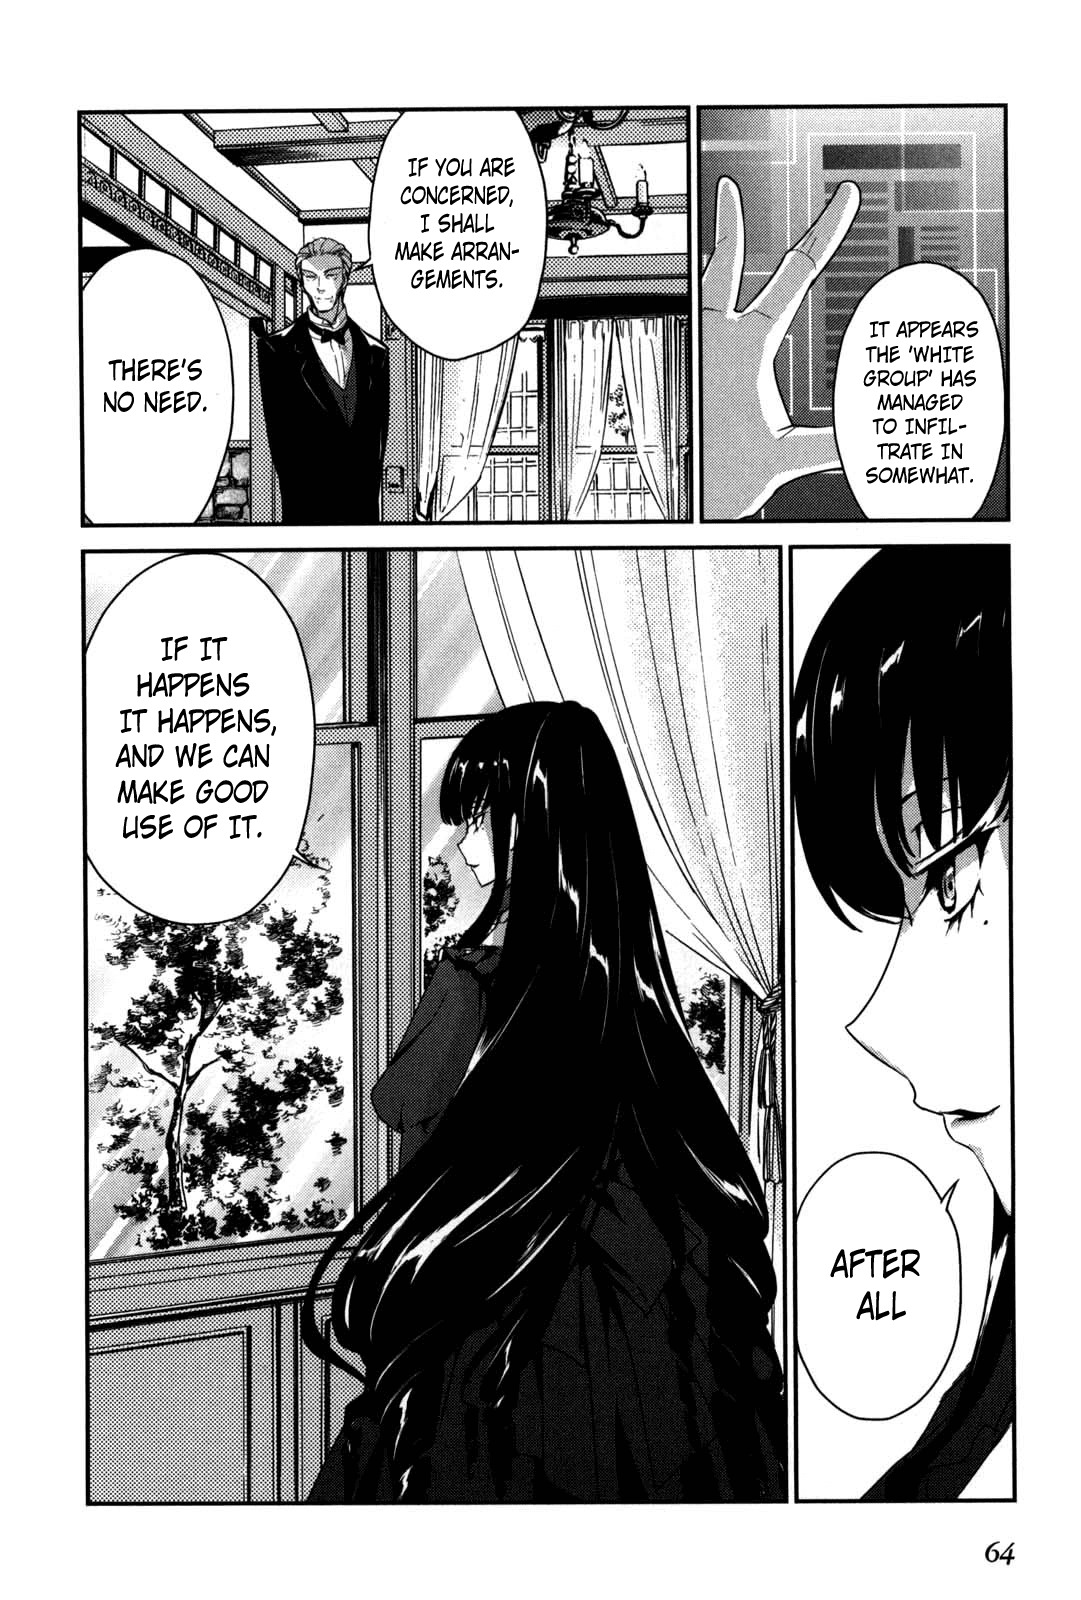 IT APPEARS
THE 'WHITE
GROUP' HAS
MANAGED
TO INFIL-
TRATE IN
SOMEWHAT.
IF YOU ARE
CONCERNED,
I SHALL
MAKE ARRAN-
GEMENTS.
THERE'S
NO NEED.
AFTER
ALL
IF IT
HAPPENS
IT HAPPENS,
AND WE CAN
MAKE GOOD
USE OF IT.
64